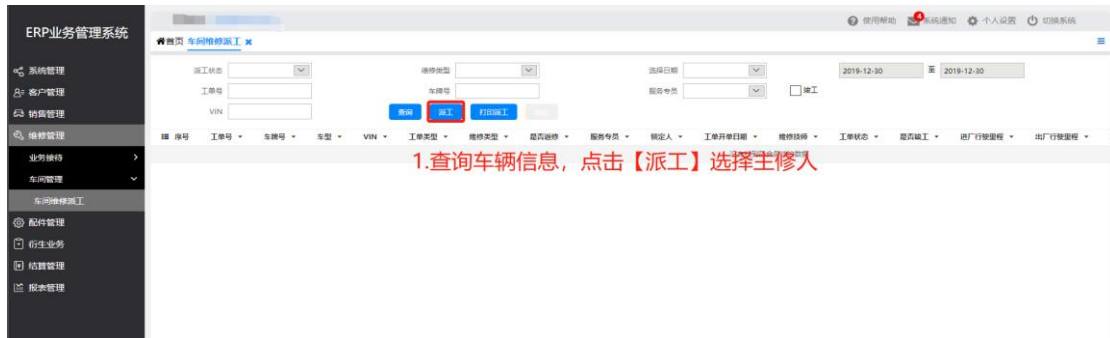 ERP业务管理系统
使用帮助 4 系统通知 个人设置 切换系统
首页 车间维修派工
系统管理
客户管理
销售管理
维修管理
业务接待
车间管理
车间维修派工
配件管理
衍生业务
结算管理
报表管理
派工状态 维修类型 选择日期 2019-12-30 至 2019-12-30
工单号 车牌号 服务专员 竣工
VIN 查询 派工 打印派工
序号 工单号 车牌号 车型 VIN 工单类型 维修类型 是否返修 服务专员 锁定人 工单开单日期 维修技师 工单状态 是否竣工 进厂行驶里程 出厂行驶里程
1.查询车辆信息，点击【派工】选择主修人